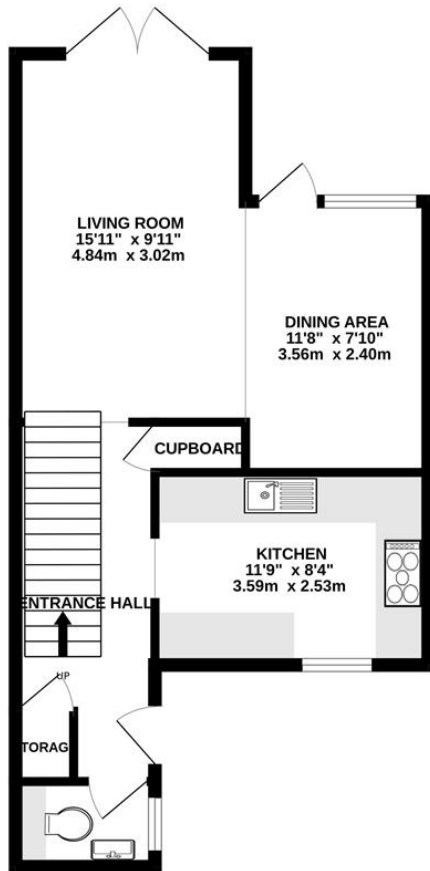 LIVING ROOM
15'11" x 9'11"
4.84m x 3.02m
DINING AREA
11'8" x 7'10"
3.56m x 2.40m
CUPBOARD
KITCHEN
11'9" x 8'4"
3.59m x 2.53m
ENTRANCE HALL
UP
TORAG